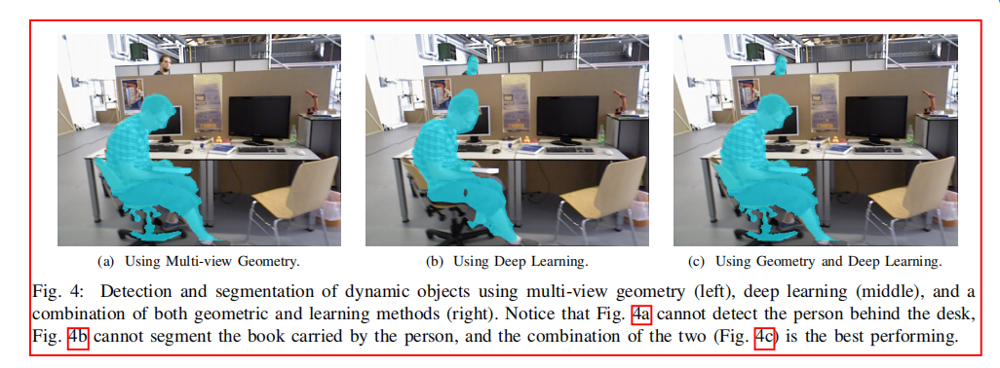 (a) Using Multi-view Geometry.
(b) Using Deep Learning.
(c) Using Geometry and Deep Learning.
Fig. 4: Detection and segmentation of dynamic objects using multi-view geometry (left), deep learning (middle), and a
combination of both geometric and learning methods (right). Notice that Fig. 4a cannot detect the person behind the desk,
Fig. 4b cannot segment the book carried by the person, and the combination of the two (Fig. 4c) is the best performing.